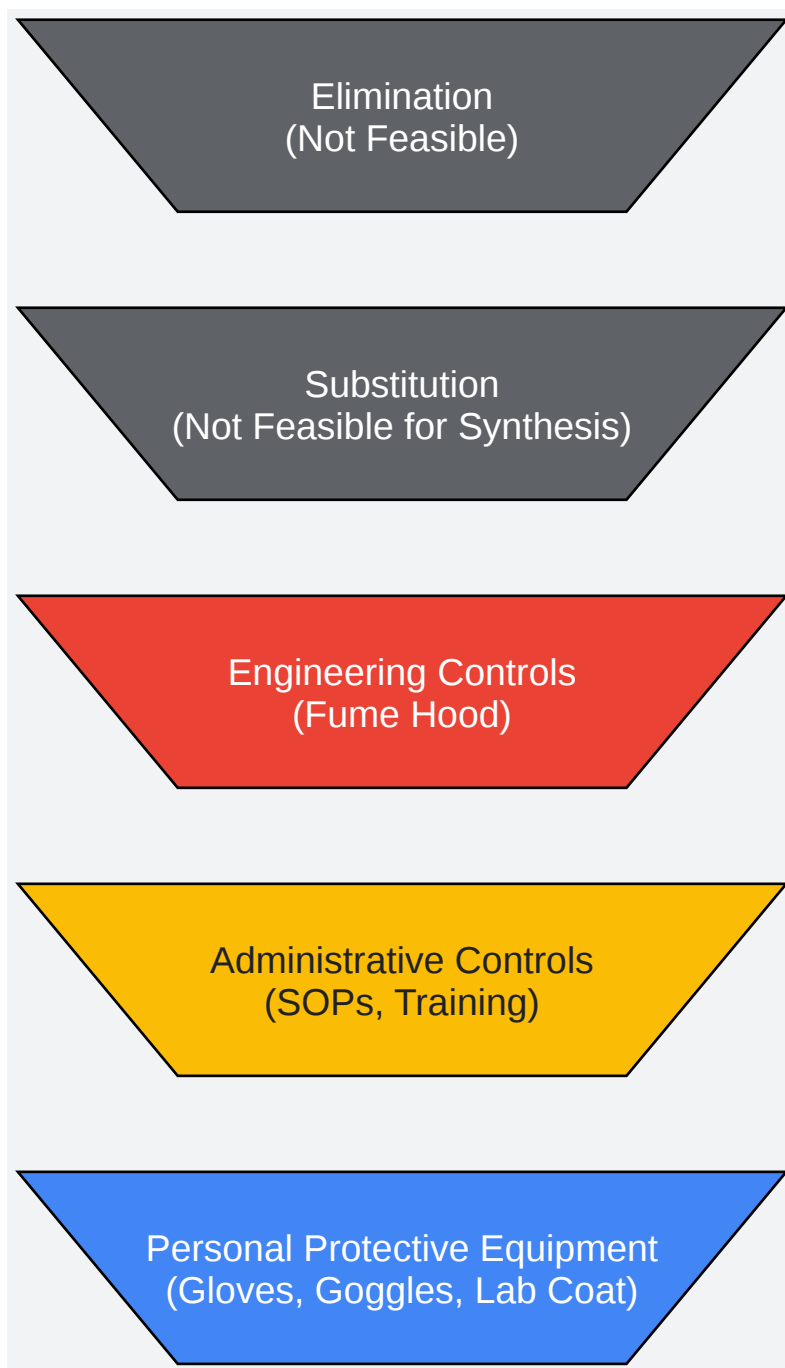 Elimination
(Not Feasible)
Substitution
(Not Feasible for Synthesis)
Engineering Controls
(Fume Hood)
Administrative Controls
(SOPs, Training)
Personal Protective Equipment
(Gloves, Goggles, Lab Coat)